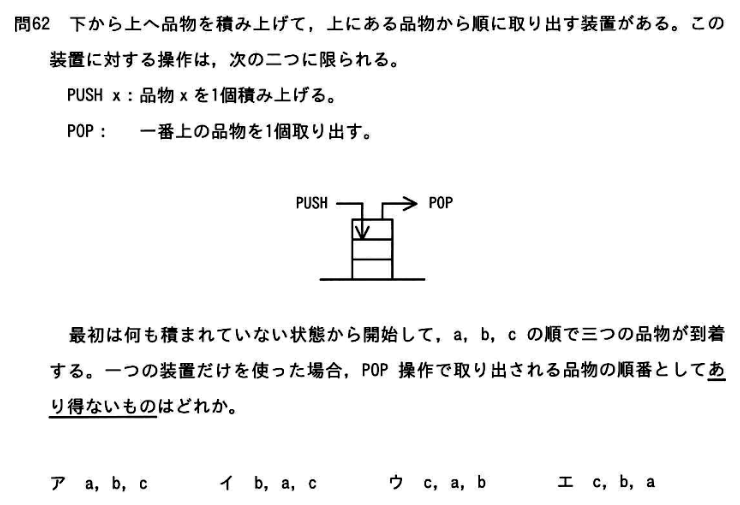 問62 下から上へ品物を積み上げて，上にある品物から順に取り出す装置がある。この
装置に対する操作は，次の二つに限られる。
PUSH x：品物 x を1個積み上げる。
POP： 一番上の品物を1個取り出す。
PUSH POP
最初は何も積まれていない状態から開始して，a，b，c の順で三つの品物が到着
する。一つの装置だけを使った場合，POP 操作で取り出される品物の順番としてあ
り得ないものはどれか。
ア a，b，c イ b，a，c ウ c，a，b エ c，b，a